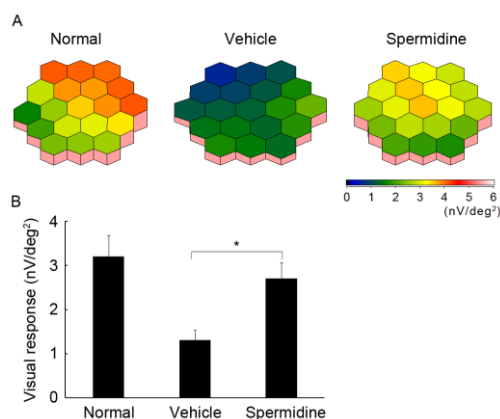 A
Normal Vehicle Spermidine
0 1 2 3 4 5 6
(nV/deg²)
B
Visual response (nV/deg²)
4
3
2
1
0
*
Normal Vehicle Spermidine